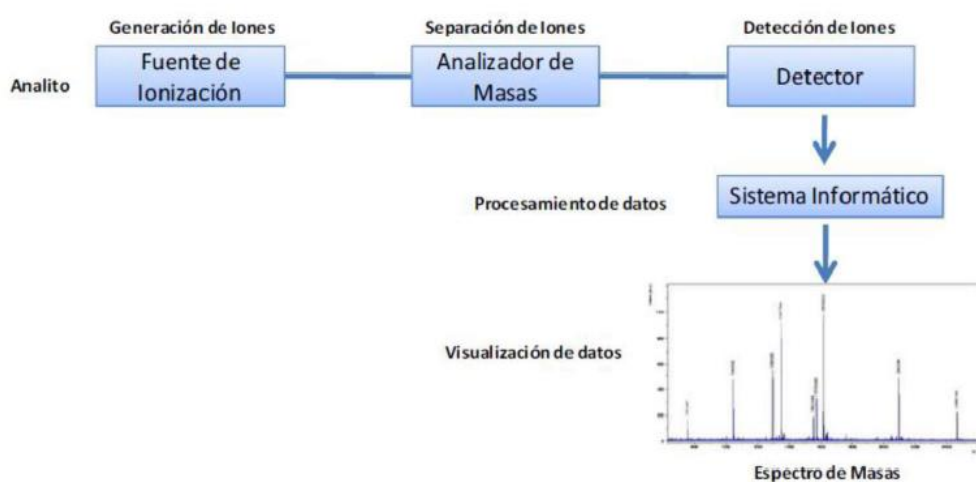 Generación de Iones
Separación de Iones
Detección de Iones
Analito
Fuente de
Ionización
Analizador de
Masas
Detector
Procesamiento de datos
Sistema Informático
Visualización de datos
Espectro de Masas